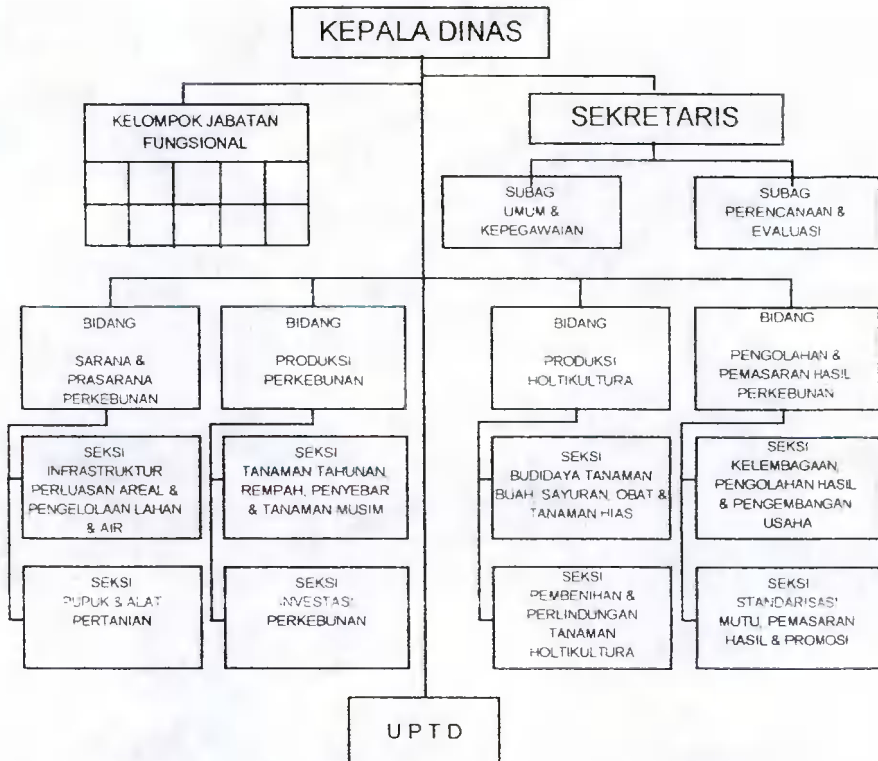 KEPALA DINAS
KELOMPOK JABATAN
FUNGSIONAL
SEKRETARIS
SUBAG
UMUM &
KEPEGAWAIAN
SUBAG
PERENCANAAN &
EVALUASI
BIDANG
SARANA &
PRASARANA
PERKEBUNAN
BIDANG
PRODUKSI
PERKEBUNAN
BIDANG
PRODUKSI
HOLTIKULTURA
BIDANG
PENGOLAHAN &
PEMASARAN HASIL
PERKEBUNAN
SEKSI
INFRASTRUKTUR
PERLUASAN AREAL &
PENGELOLAAN LAHAN
& AIR
SEKSI
TANAMAN TAHUNAN,
REMPAH, PENYEBAR
& TANAMAN MUSIM
SEKSI
BUDIDAYA TANAMAN
BUAH, SAYURAN, OBAT &
TANAMAN HIAS
SEKSI
KELEMBAGAAN,
PENGOLAHAN HASIL
& PENGEMBANGAN
USAHA
SEKSI
PUPUK & ALAT
PERTANIAN
SEKSI
INVESTASI
PERKEBUNAN
SEKSI
PEMBENIHAN &
PERLINDUNGAN
TANAMAN
HOLTIKULTURA
SEKSI
STANDARISASI
MUTU, PEMASARAN
HASIL & PROMOSI
UPTD